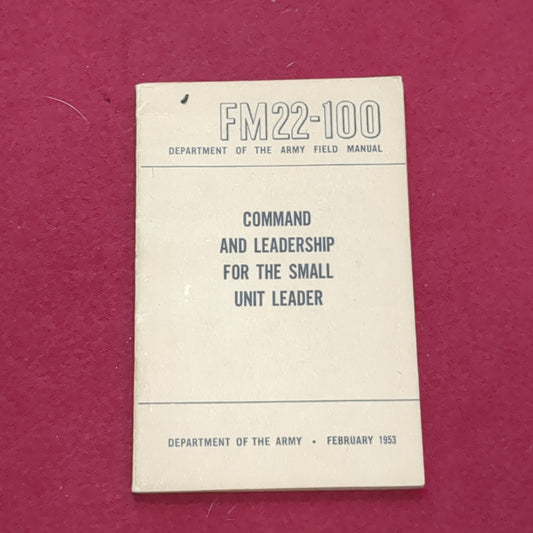 FM22-100
DEPARTMENT OF THE ARMY FIELD MANUAL
COMMAND
AND LEADERSHIP
FOR THE SMALL
UNIT LEADER
DEPARTMENT OF THE ARMY • FEBRUARY 1953